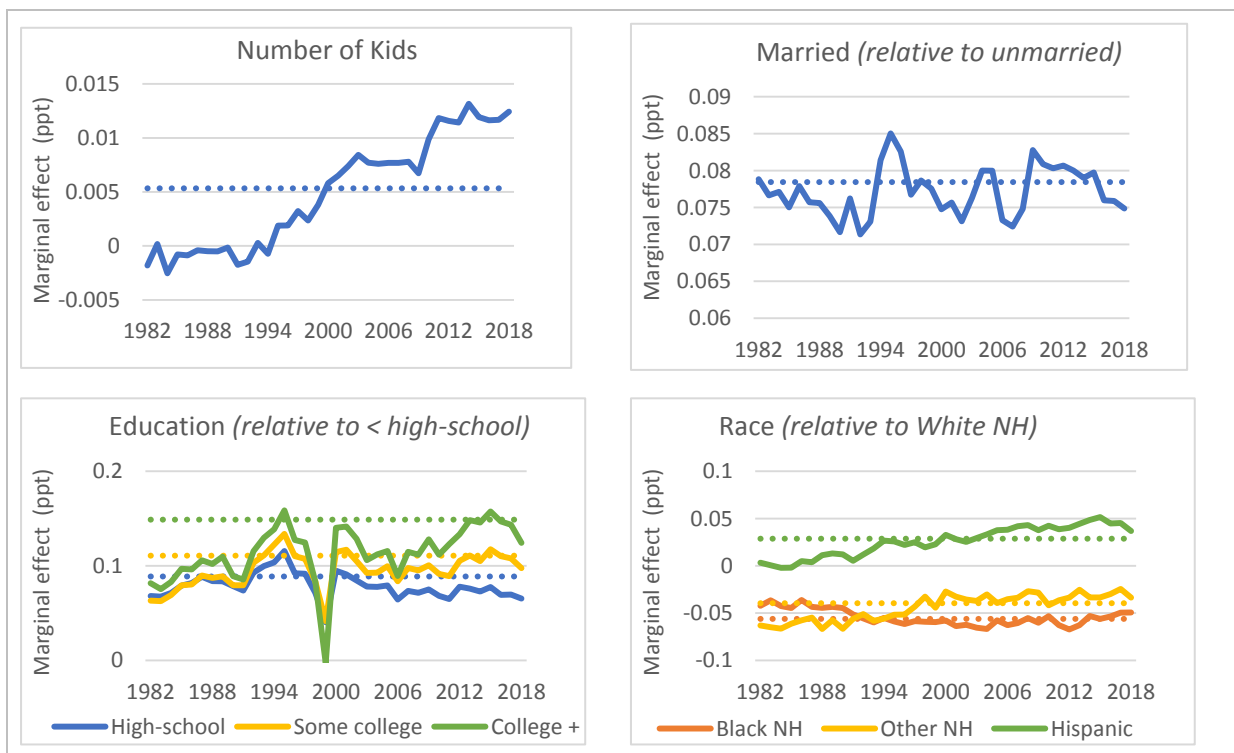 Number of Kids
Marginal effect (ppt)
0.015
0.01
0.005
0
-0.005
1982 1988 1994 2000 2006 2012 2018
Married (relative to unmarried)
Marginal effect (ppt)
0.09
0.085
0.08
0.075
0.07
0.065
0.06
1982 1988 1994 2000 2006 2012 2018
Education (relative to < high-school)
Marginal effect (ppt)
0.2
0.1
0
1982 1988 1994 2000 2006 2012 2018
High-school Some college College +
Race (relative to White NH)
Marginal effect (ppt)
0.1
0.05
0
-0.05
-0.1
1982 1988 1994 2000 2006 2012 2018
Black NH Other NH Hispanic